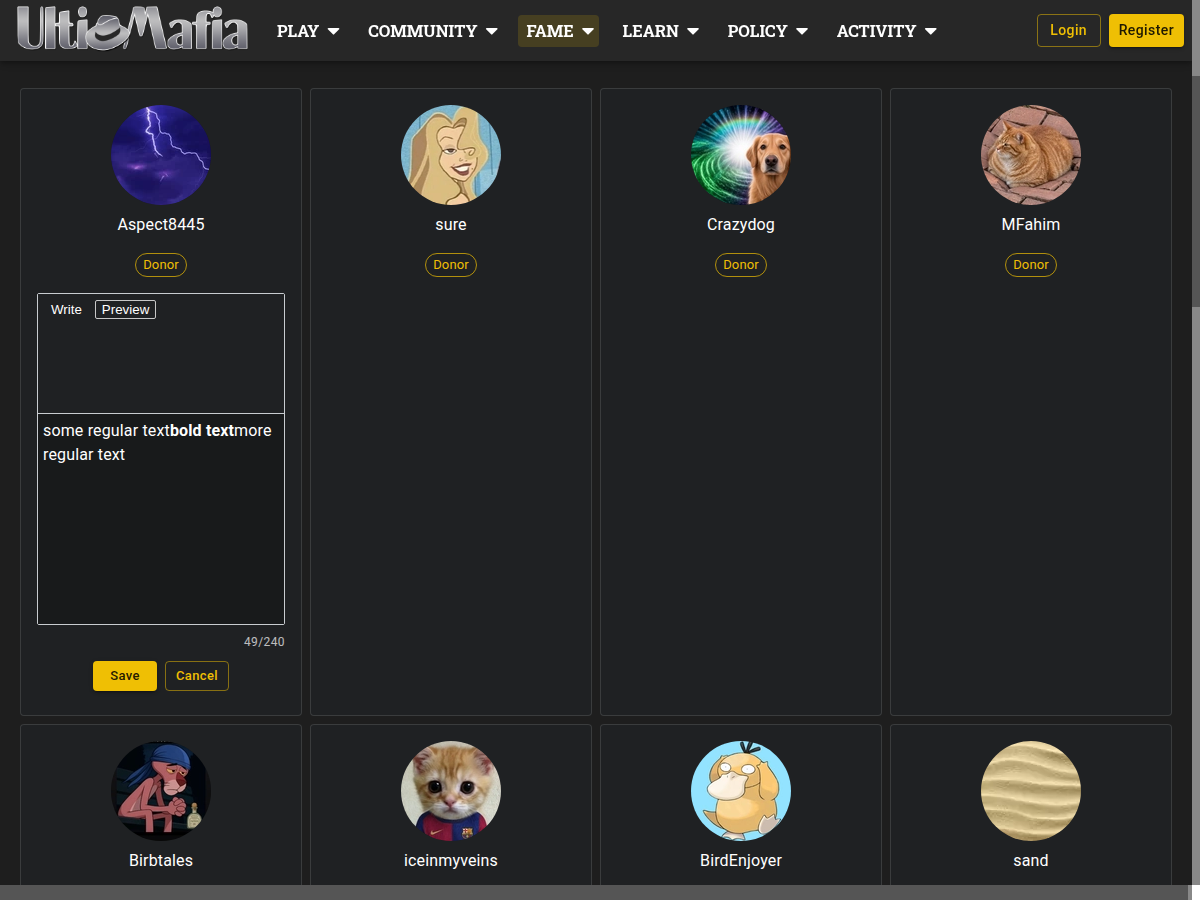 UltiMafia PLAY COMMUNITY FAME LEARN POLICY ACTIVITY Login Register
Aspect8445 sure Crazydog MFahim
Donor Donor Donor Donor
Write Preview
some regular textbold textmore
regular text
49/240
Save Cancel
Birbtales iceinmyveins BirdEnjoyer sand